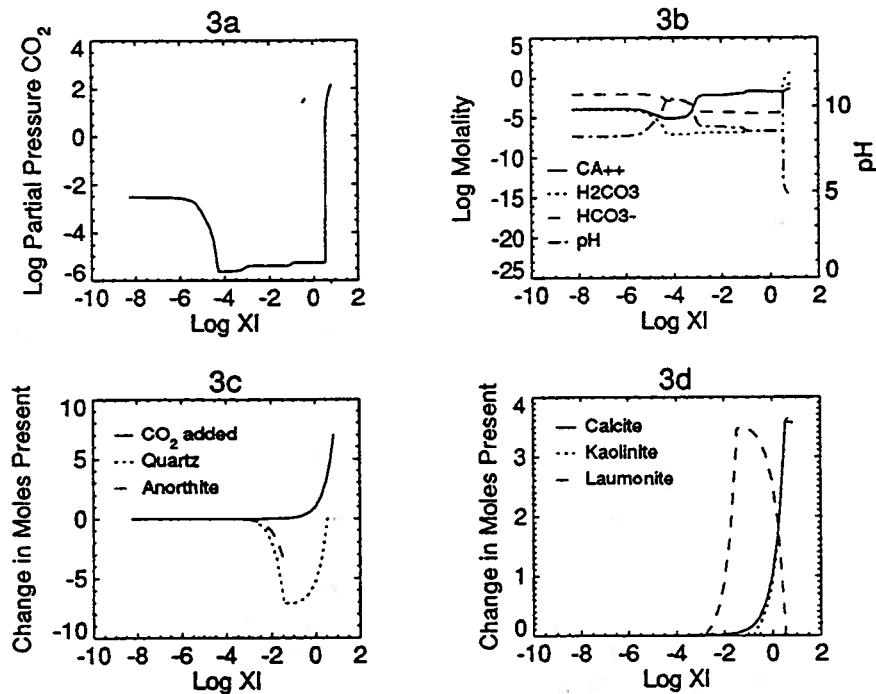 3a
Log Partial Pressure CO2
4
2
0
-2
-4
-6
-10 -8 -6 -4 -2 0 2
Log XI
3b
Log Molality
5
0
-5
-10
-15
-20
-25
CA++
H2CO3
HCO3-
pH
10
5
0
pH
-10 -8 -6 -4 -2 0 2
Log XI
3c
Change in Moles Present
10
5
0
-5
-10
CO2 added
Quartz
Anorthite
-10 -8 -6 -4 -2 0 2
Log XI
3d
Change in Moles Present
4
3
2
1
0
Calcite
Kaolinite
Laumonite
-10 -8 -6 -4 -2 0 2
Log XI